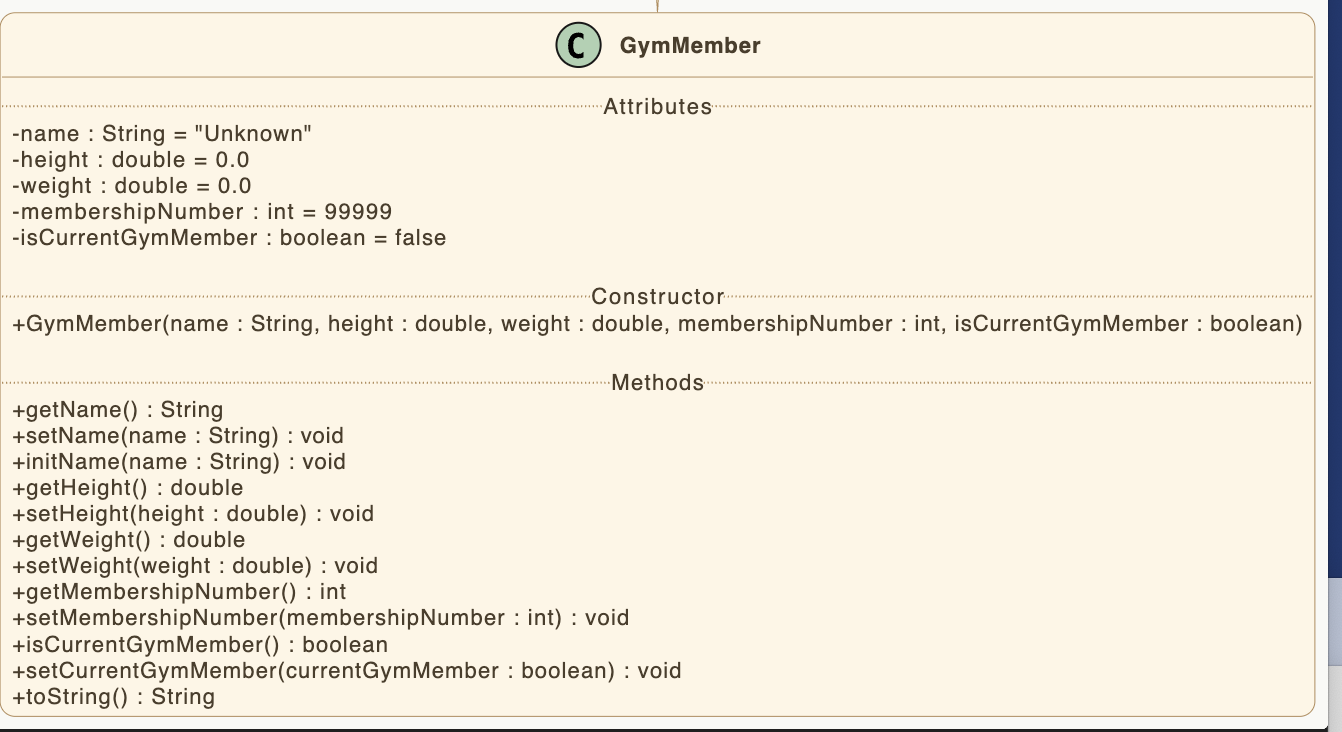 C GymMember
Attributes
-name : String = "Unknown"
-height : double = 0.0
-weight : double = 0.0
-membershipNumber : int = 99999
-isCurrentGymMember : boolean = false
Constructor
+GymMember(name : String, height : double, weight : double, membershipNumber : int, isCurrentGymMember : boolean)
Methods
+getName() : String
+setName(name : String) : void
+initName(name : String) : void
+getHeight() : double
+setHeight(height : double) : void
+getWeight() : double
+setWeight(weight : double) : void
+getMembershipNumber() : int
+setMembershipNumber(membershipNumber : int) : void
+isCurrentGymMember() : boolean
+setCurrentGymMember(currentGymMember : boolean) : void
+toString() : String